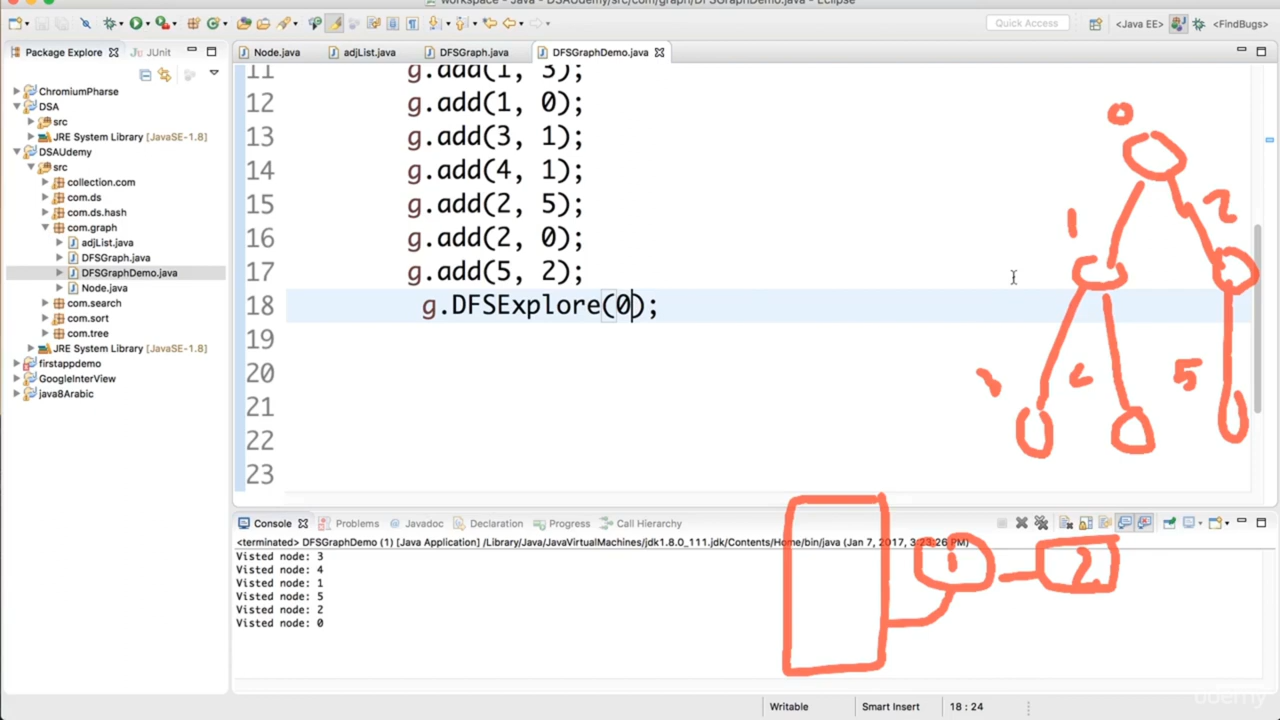 workspace - Java - DSAUdemy/src/com/graph/DFSGraphDemo.java - Eclipse
Quick Access
<Java EE>
<FindBugs>
Package Explore
JUnit
Node.java
adjList.java
DFSGraph.java
DFSGraphDemo.java
ChromiumPharse
DSA
src
JRE System Library [JavaSE-1.8]
DSAUdemy
src
collection.com
com.ds
com.ds.hash
com.graph
adjList.java
DFSGraph.java
DFSGraphDemo.java
Node.java
com.search
com.sort
com.tree
JRE System Library [JavaSE-1.8]
firstappdemo
GoogleInterView
java8Arabic
11 g.add(1, 3);
12 g.add(1, 0);
13 g.add(3, 1);
14 g.add(4, 1);
15 g.add(2, 5);
16 g.add(2, 0);
17 g.add(5, 2);
18 g.DFSExplore(0);
19
20
21
22
23
0
1
2
5
Console
Problems
Javadoc
Declaration
Progress
Call Hierarchy
<terminated> DFSGraphDemo (1) [Java Application] /Library/Java/JavaVirtualMachines/jdk1.8.0_111.jdk/Contents/Home/bin/java (Jan 7, 2017, 3:23:26 PM)
Visted node: 3
Visted node: 4
Visted node: 1
Visted node: 5
Visted node: 2
Visted node: 0
1
2
Writable
Smart Insert
18 : 24
udemy